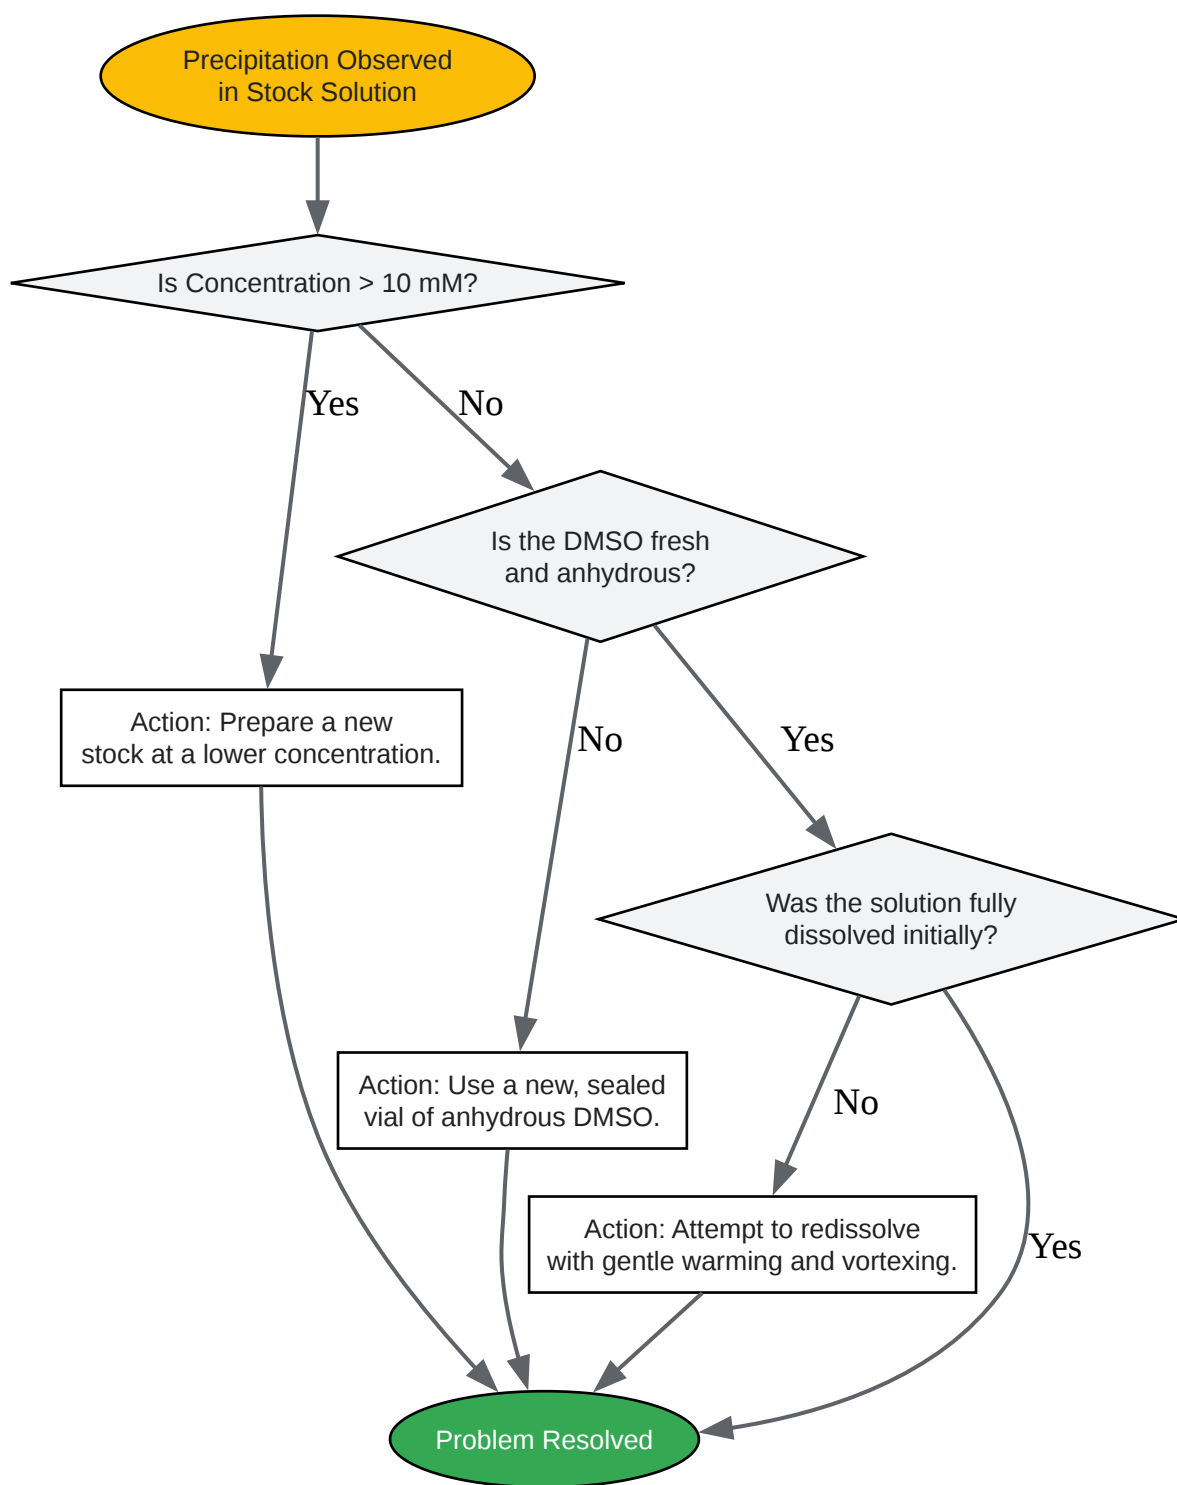 Precipitation Observed
in Stock Solution
Is Concentration > 10 mM?
Yes
No
Is the DMSO fresh
and anhydrous?
Action: Prepare a new
stock at a lower concentration.
No
Yes
Was the solution fully
dissolved initially?
Action: Use a new, sealed
vial of anhydrous DMSO.
No
Action: Attempt to redissolve
with gentle warming and vortexing.
Yes
Problem Resolved